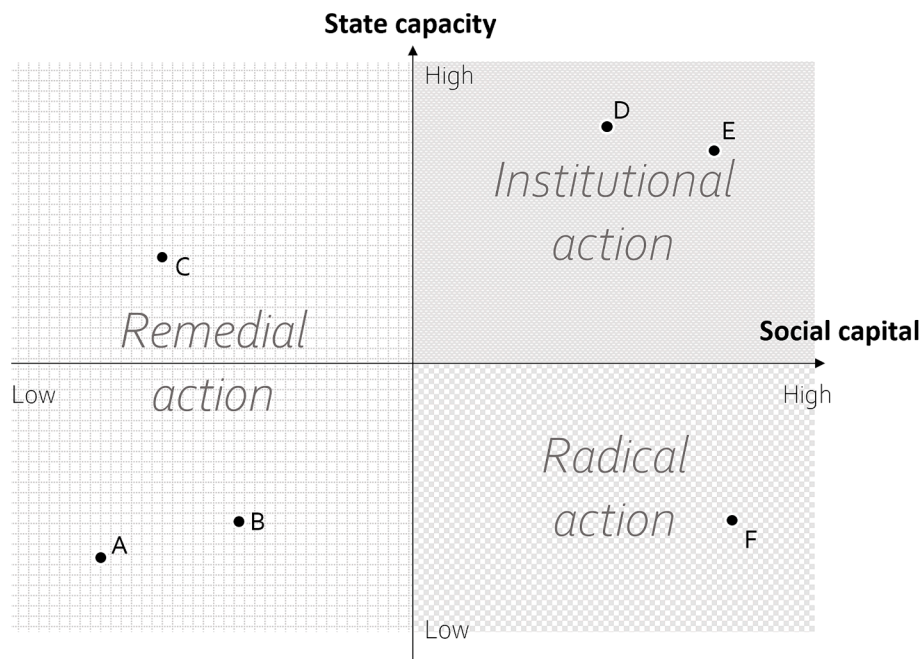 State capacity
High
D
E
Institutional
action
C
Remedial
action
Social capital
Low
High
Radical
action
B
A
F
Low